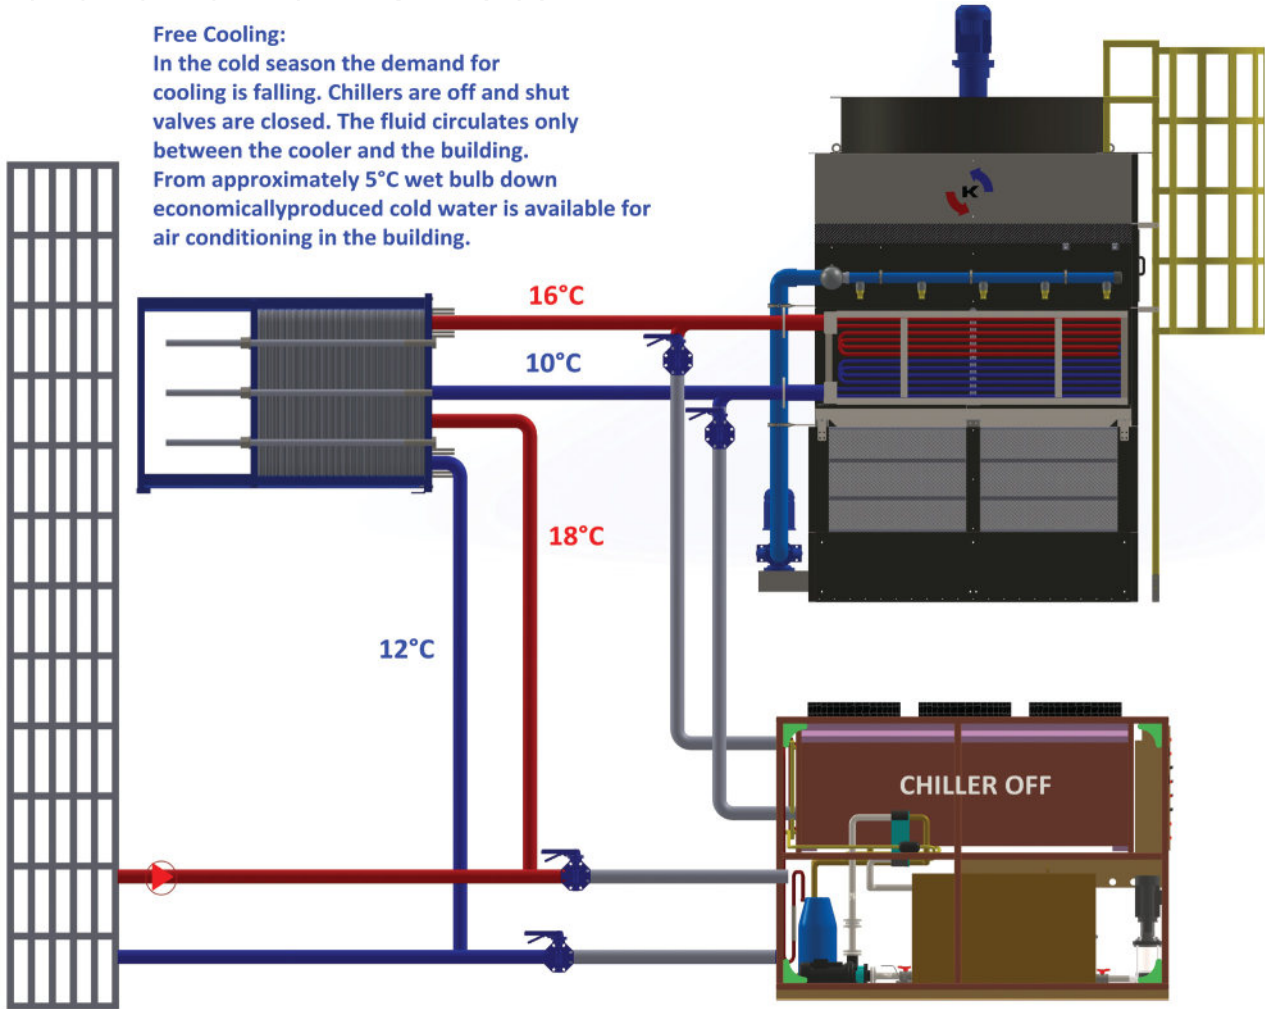 Free Cooling:
In the cold season the demand for
cooling is falling. Chillers are off and shut
valves are closed. The fluid circulates only
between the cooler and the building.
From approximately 5°C wet bulb down
economicallyproduced cold water is available for
air conditioning in the building.
K
16°C
10°C
18°C
12°C
CHILLER OFF